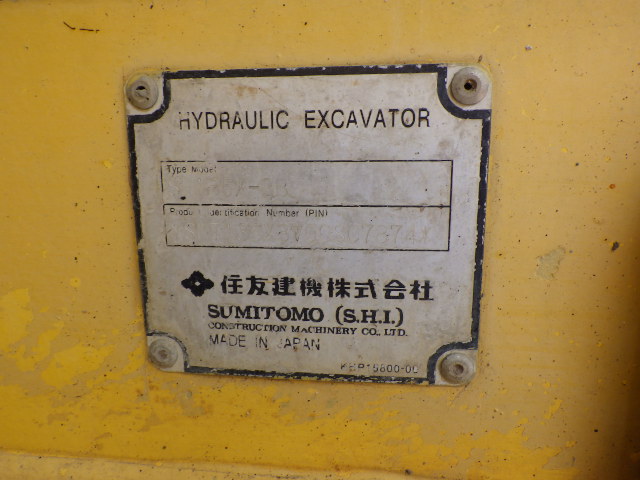 HYDRAULIC EXCAVATOR
Type Model
Product Identification Number (PIN)
住友建機株式会社
SUMITOMO (S.H.I.)
CONSTRUCTION MACHINERY CO., LTD.
MADE IN JAPAN